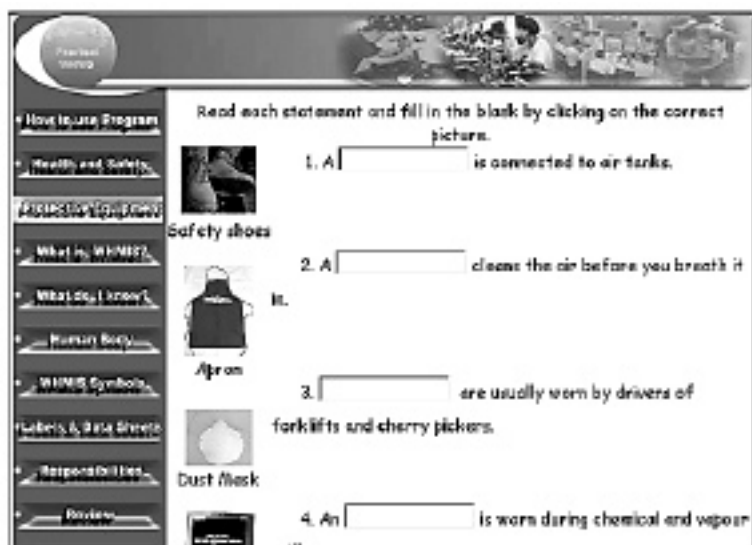 Read each statement and fill in the blank by clicking on the correct
picture.
How to use Program
Health and Safety
Protective Equipment
What is WHMIS?
What do I know?
Human Body
WHMIS Symbols
Labels & Data Sheets
Responsibilities
Review
Safety shoes
Apron
Dust Mask
1. A is connected to air tanks.
2. A cleans the air before you breath it
in.
3. are usually worn by drivers of
forklifts and cherry pickers.
4. An is worn during chemical and vapour